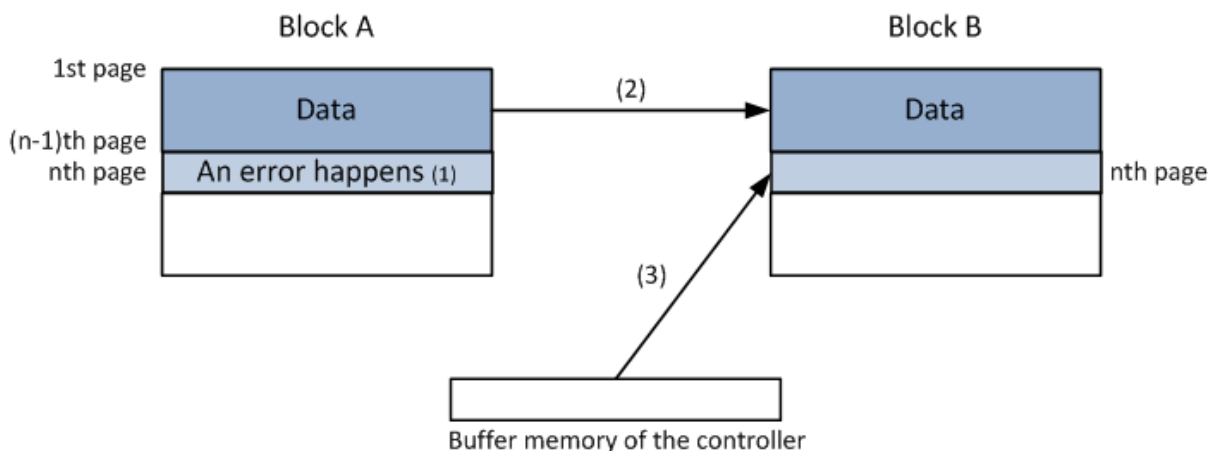 Block A
Block B
1st page
Data
(2)
Data
(n-1)th page
nth page
An error happens (1)
nth page
(3)
Buffer memory of the controller